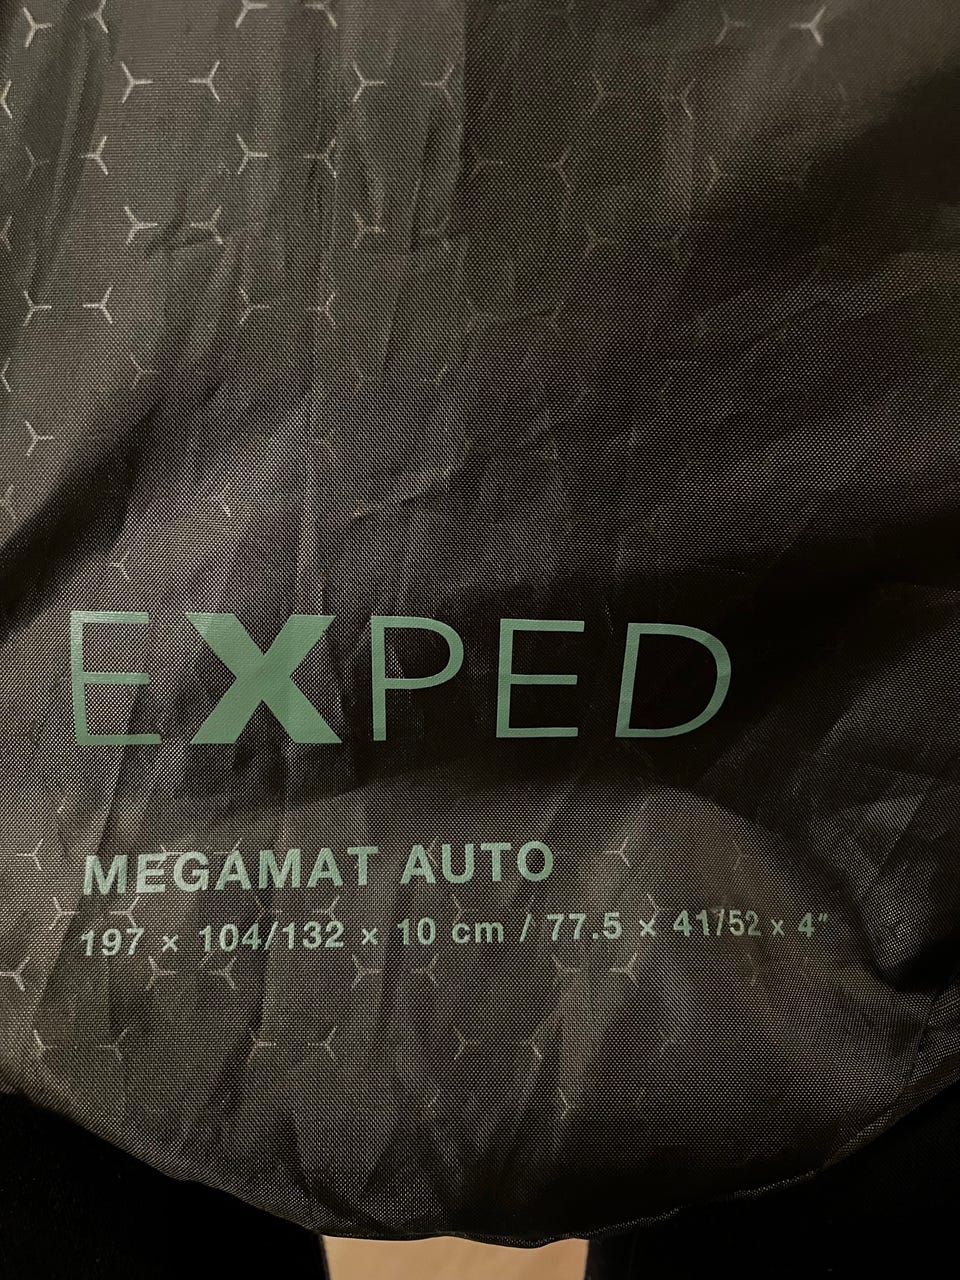 EXPED
MEGAMAT AUTO
197 × 104/132 × 10 cm / 77.5 × 41/52 × 4″